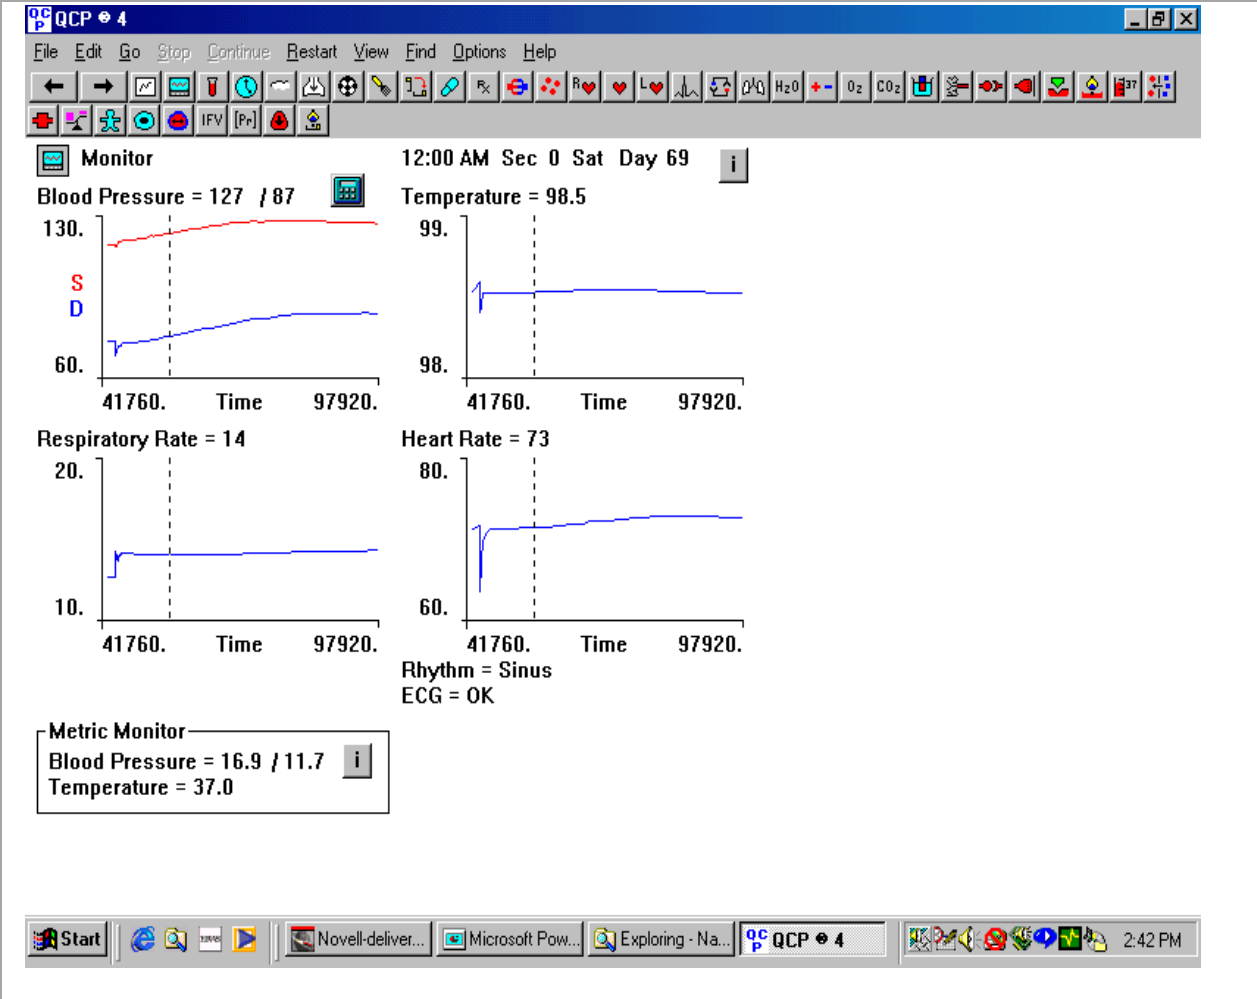 QCP QCP ® 4
File Edit Go Stop Continue Restart View Find Options Help
Rx R L H₂O + - O₂ CO₂ 37
IFV [Pr]
Monitor
12:00 AM Sec 0 Sat Day 69 i
Blood Pressure = 127 / 87
Temperature = 98.5
130.
S
D
60.
41760. Time 97920.
99.
98.
41760. Time 97920.
Respiratory Rate = 14
Heart Rate = 73
20.
10.
41760. Time 97920.
80.
60.
41760. Time 97920.
Rhythm = Sinus
ECG = OK
Metric Monitor
Blood Pressure = 16.9 / 11.7 i
Temperature = 37.0
Start Novell-deliver... Microsoft Pow... Exploring - Na... QCP QCP ® 4 2:42 PM